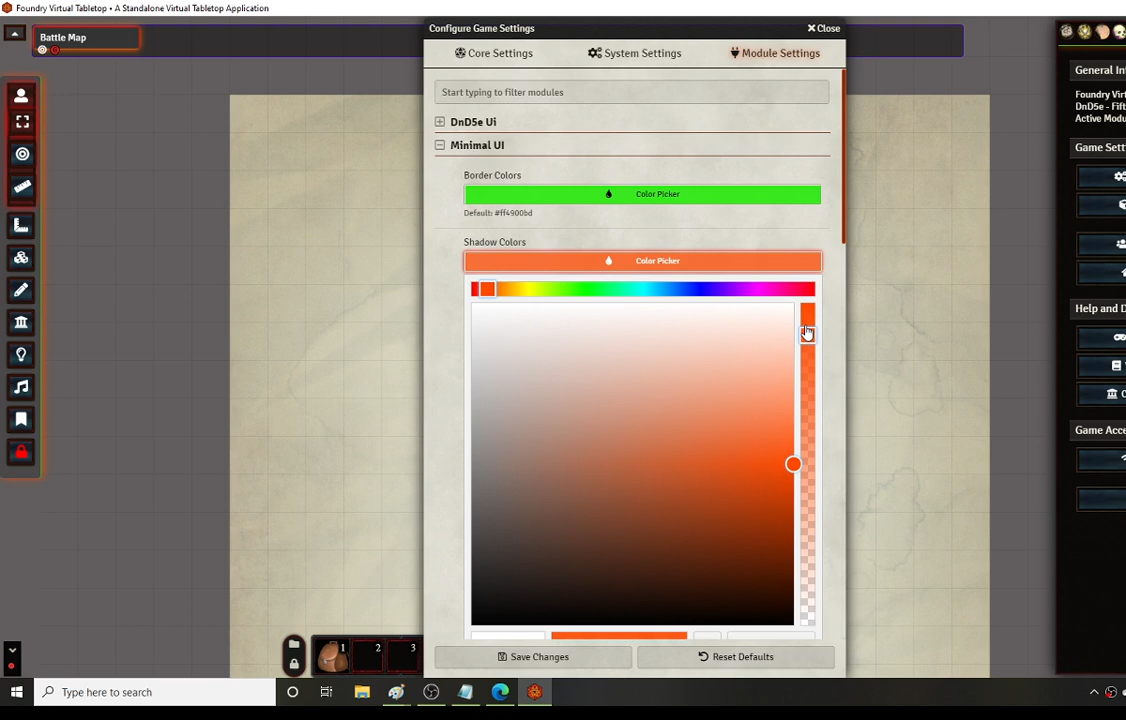 Foundry Virtual Tabletop • A Standalone Virtual Tabletop Application
Battle Map
Configure Game Settings
Close
Core Settings
System Settings
Module Settings
Start typing to filter modules
DnD5e Ui
Minimal UI
Border Colors
Color Picker
Default: #ff4900bd
Shadow Colors
Color Picker
Save Changes
Reset Defaults
General In
Foundry Virt
DnD5e - Fift
Active Modu
Game Sett
Help and D
Game Acce
1
2
3
Type here to search